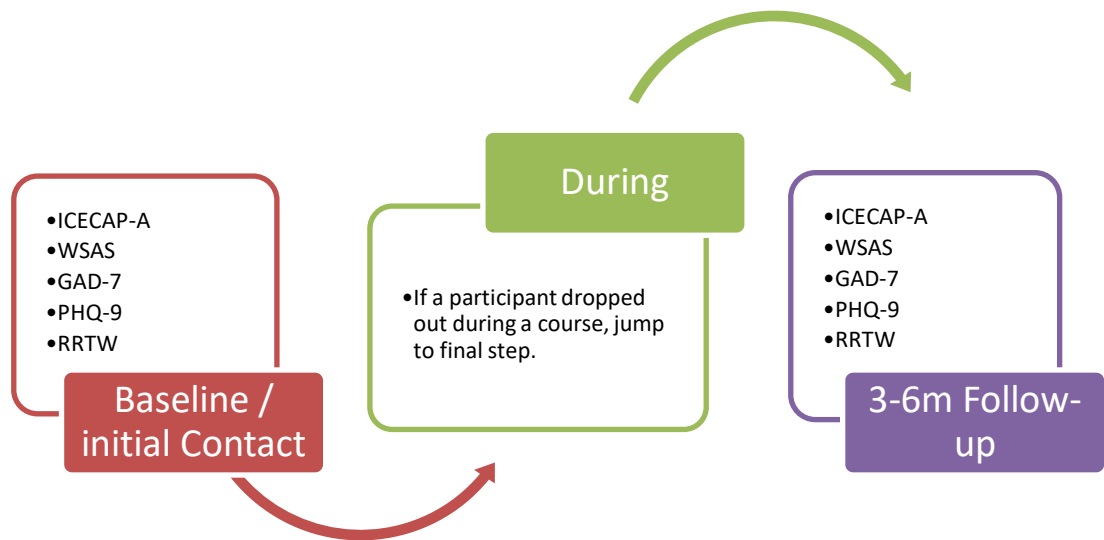 •ICECAP-A
•WSAS
•GAD-7
•PHQ-9
•RRTW
Baseline /
initial Contact
During
•If a participant dropped
out during a course, jump
to final step.
•ICECAP-A
•WSAS
•GAD-7
•PHQ-9
•RRTW
3-6m Follow-
up